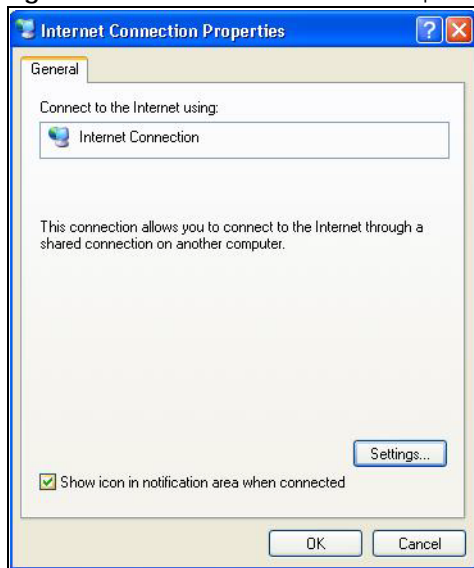 Internet Connection Properties
General
Connect to the Internet using:
Internet Connection
This connection allows you to connect to the Internet through a
shared connection on another computer.
Settings...
Show icon in notification area when connected
OK
Cancel